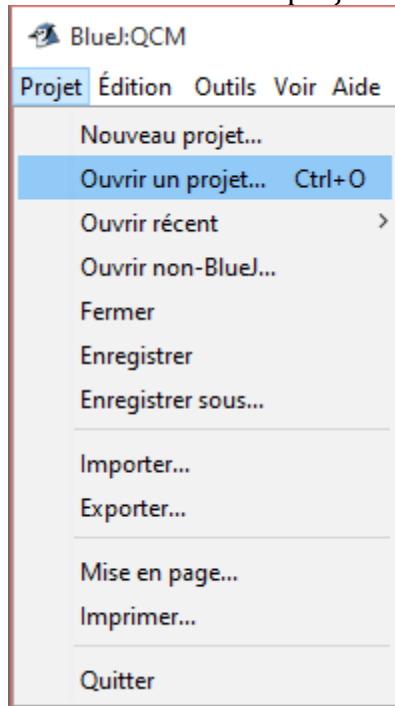 BlueJ:QCM
Projet Édition Outils Voir Aide
Nouveau projet...
Ouvrir un projet... Ctrl+O
Ouvrir récent >
Ouvrir non-BlueJ...
Fermer
Enregistrer
Enregistrer sous...
Importer...
Exporter...
Mise en page...
Imprimer...
Quitter